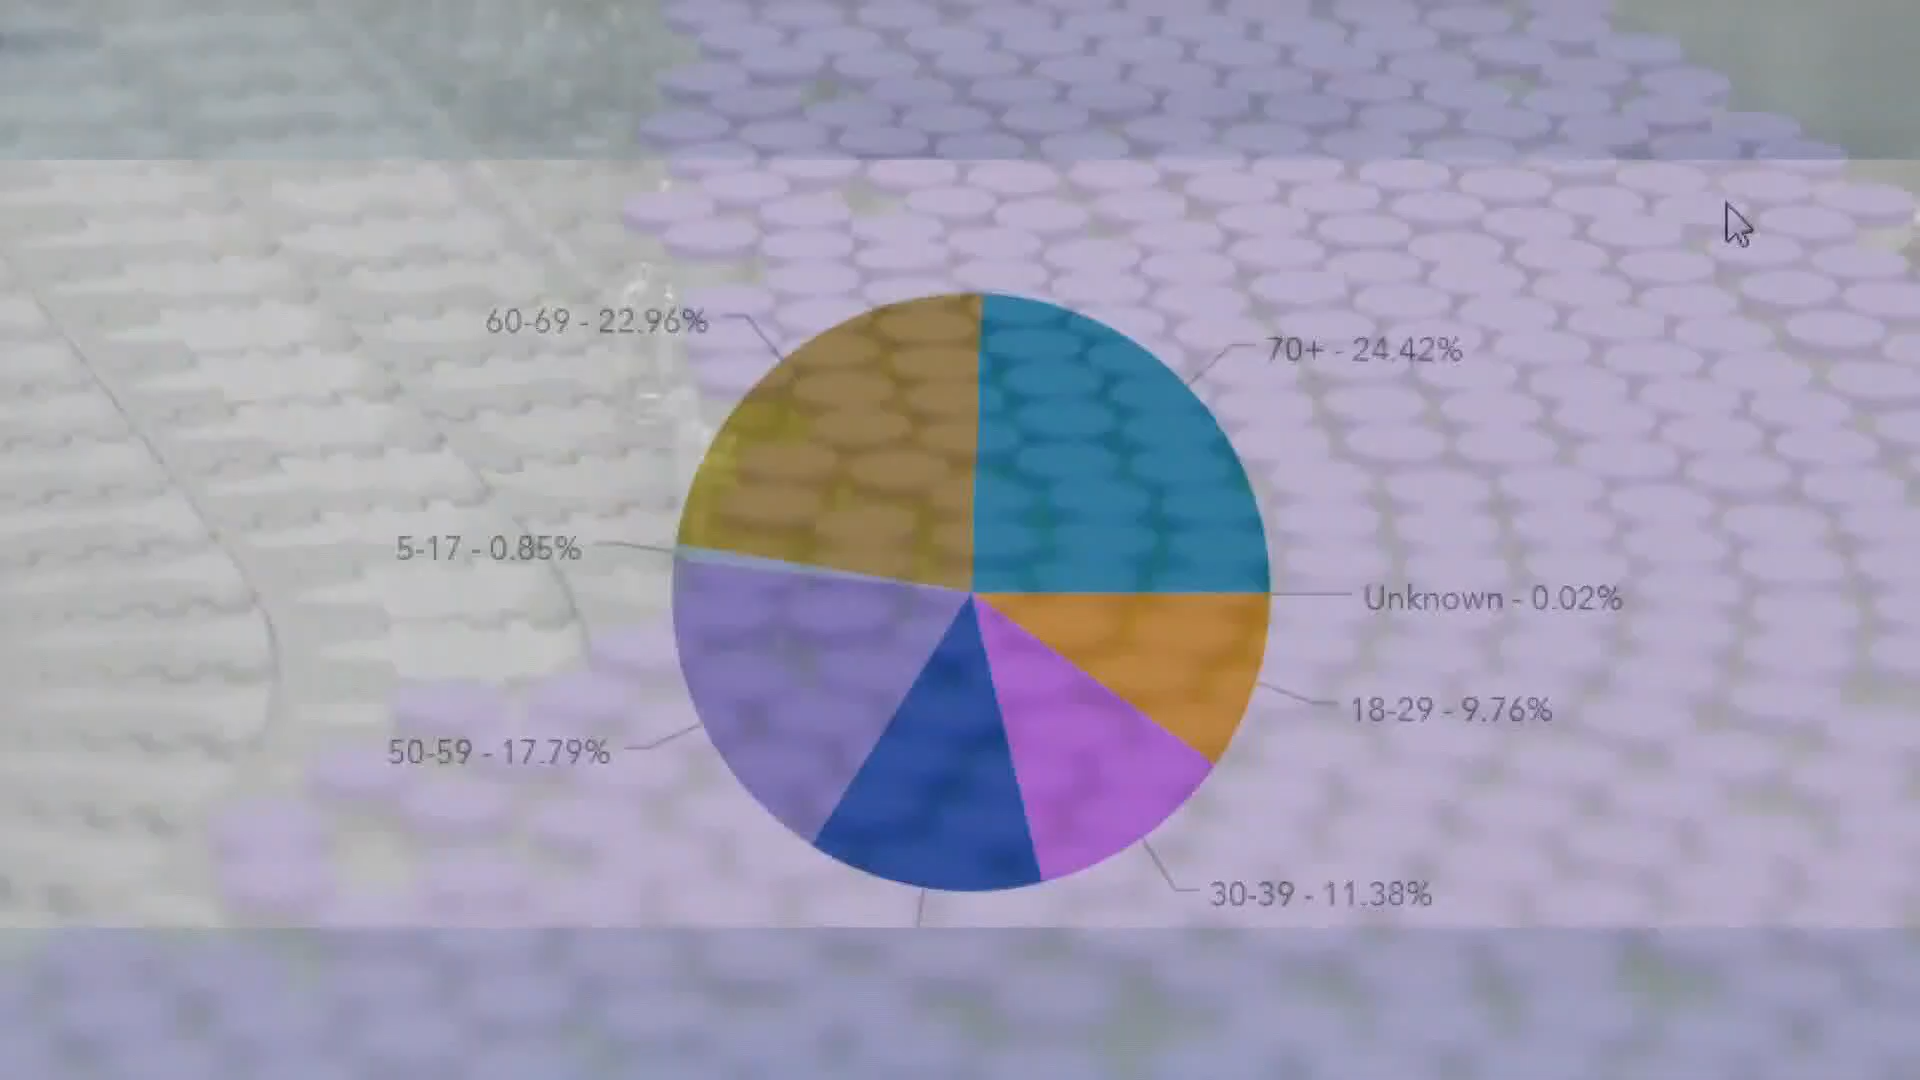 60-69 - 22.96%
70+ - 24.42%
5-17 - 0.85%
Unknown - 0.02%
18-29 - 9.76%
50-59 - 17.79%
30-39 - 11.38%